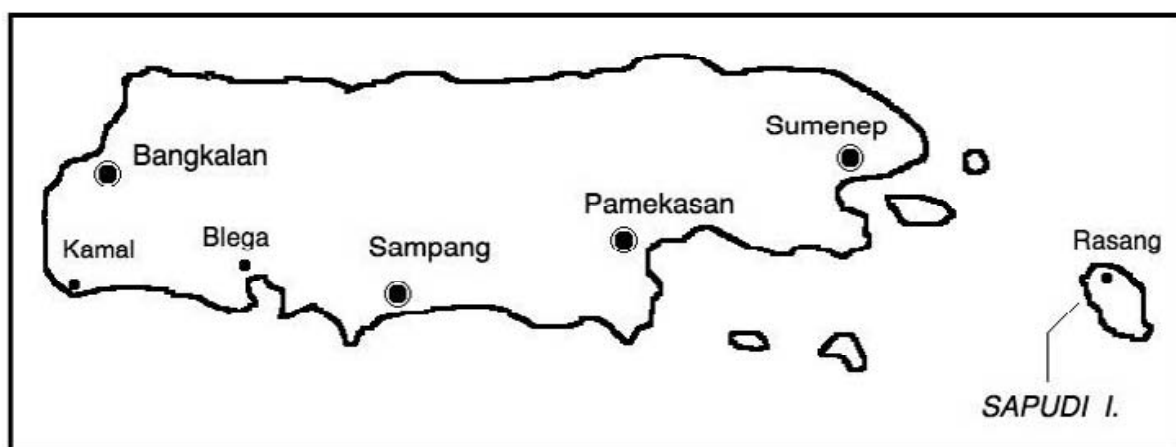 Sumenep
Bangkalan
Pamekasan
Blega
Kamal
Sampang
Rasang
SAPUDI I.